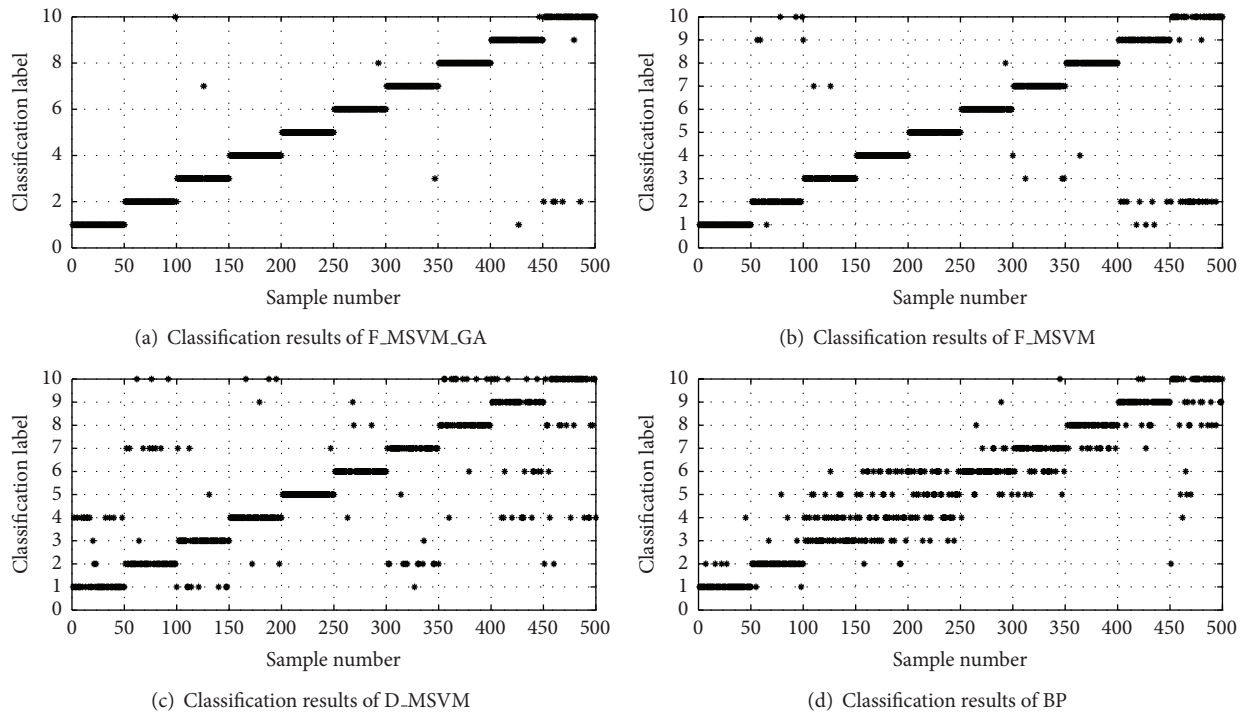 10
8
6
4
2
0
Classification label
0 50 100 150 200 250 300 350 400 450 500
Sample number
(a) Classification results of F_MSVM_GA
10
9
8
7
6
5
4
3
2
1
0
Classification label
0 50 100 150 200 250 300 350 400 450 500
Sample number
(b) Classification results of F_MSVM
10
9
8
7
6
5
4
3
2
1
0
Classification label
0 50 100 150 200 250 300 350 400 450 500
Sample number
(c) Classification results of D_MSVM
10
9
8
7
6
5
4
3
2
1
0
Classification label
0 50 100 150 200 250 300 350 400 450 500
Sample number
(d) Classification results of BP